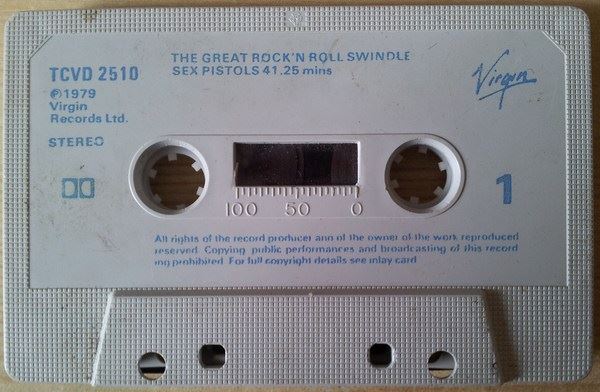 THE GREAT ROCK'N ROLL SWINDLE
SEX PISTOLS 41.25 mins
TCVD 2510
℗1979
Virgin
Records Ltd.
STEREO
Virgin
1
100 50 0
All rights of the record producer and of the owner of the work reproduced
reserved. Copying public performances and broadcasting of this record
ing prohibited. For full copyright details see inlay card